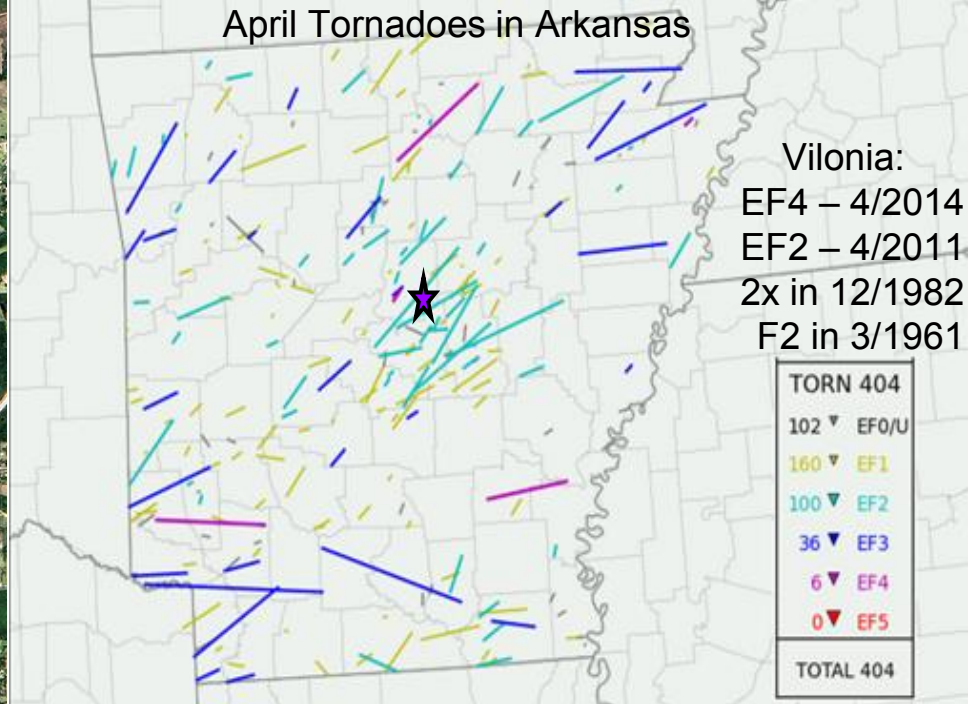 April Tornadoes in Arkansas
Vilonia:
EF4 – 4/2014
EF2 – 4/2011
2x in 12/1982
F2 in 3/1961
TORN 404
102 EF0/U
160 EF1
100 EF2
36 EF3
6 EF4
0 EF5
TOTAL 404